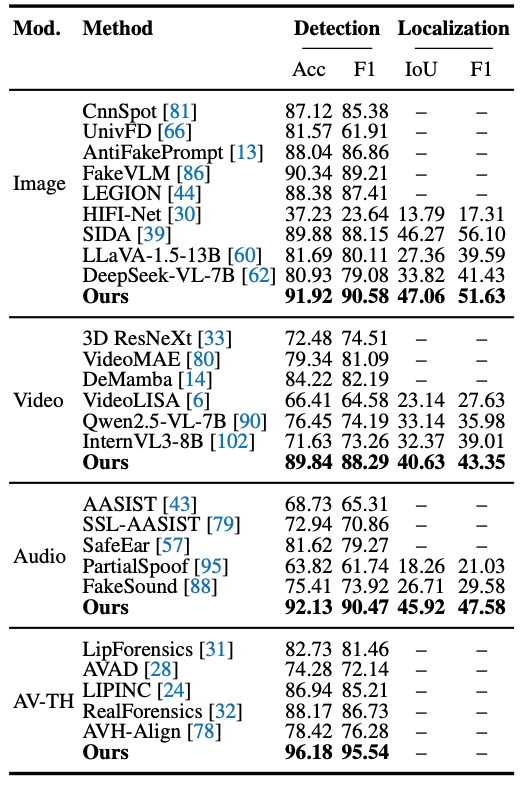 Mod. Method Detection Localization
Acc F1 IoU F1
CnnSpot [81] 87.12 85.38 – –
UnivFD [66] 81.57 61.91 – –
AntiFakePrompt [13] 88.04 86.86 – –
FakeVLM [86] 90.34 89.21 – –
Image LEGION [44] 88.38 87.41 – –
HIFI-Net [30] 37.23 23.64 13.79 17.31
SIDA [39] 89.88 88.15 46.27 56.10
LLaVA-1.5-13B [60] 81.69 80.11 27.36 39.59
DeepSeek-VL-7B [62] 80.93 79.08 33.82 41.43
Ours 91.92 90.58 47.06 51.63
3D ResNeXt [33] 72.48 74.51 – –
VideoMAE [80] 79.34 81.09 – –
DeMamba [14] 84.22 82.19 – –
Video VideoLISA [6] 66.41 64.58 23.14 27.63
Qwen2.5-VL-7B [90] 76.45 74.19 33.14 35.98
InternVL3-8B [102] 71.63 73.26 32.37 39.01
Ours 89.84 88.29 40.63 43.35
AASIST [43] 68.73 65.31 – –
SSL-AASIST [79] 72.94 70.86 – –
Audio SafeEar [57] 81.62 79.27 – –
PartialSpoof [95] 63.82 61.74 18.26 21.03
FakeSound [88] 75.41 73.92 26.71 29.58
Ours 92.13 90.47 45.92 47.58
LipForensics [31] 82.73 81.46 – –
AVAD [28] 74.28 72.14 – –
AV-TH LIPINC [24] 86.94 85.21 – –
RealForensics [32] 88.17 86.73 – –
AVH-Align [78] 78.42 76.28 – –
Ours 96.18 95.54 – –